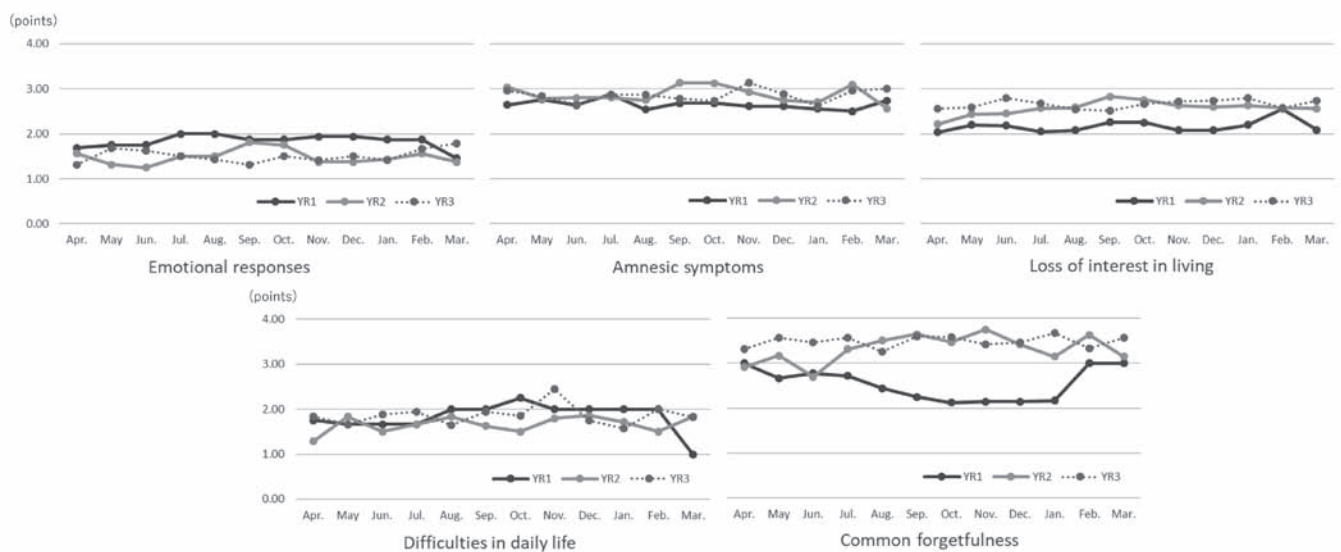 (points)
4.00
3.00
2.00
1.00
0.00
YR1 YR2 YR3
Apr. May Jun. Jul. Aug. Sep. Oct. Nov. Dec. Jan. Feb. Mar.
Emotional responses
YR1 YR2 YR3
Apr. May Jun. Jul. Aug. Sep. Oct. Nov. Dec. Jan. Feb. Mar.
Amnesic symptoms
YR1 YR2 YR3
Apr. May Jun. Jul. Aug. Sep. Oct. Nov. Dec. Jan. Feb. Mar.
Loss of interest in living
(points)
4.00
3.00
2.00
1.00
0.00
YR1 YR2 YR3
Apr. May Jun. Jul. Aug. Sep. Oct. Nov. Dec. Jan. Feb. Mar.
Difficulties in daily life
YR1 YR2 YR3
Apr. May Jun. Jul. Aug. Sep. Oct. Nov. Dec. Jan. Feb. Mar.
Common forgetfulness